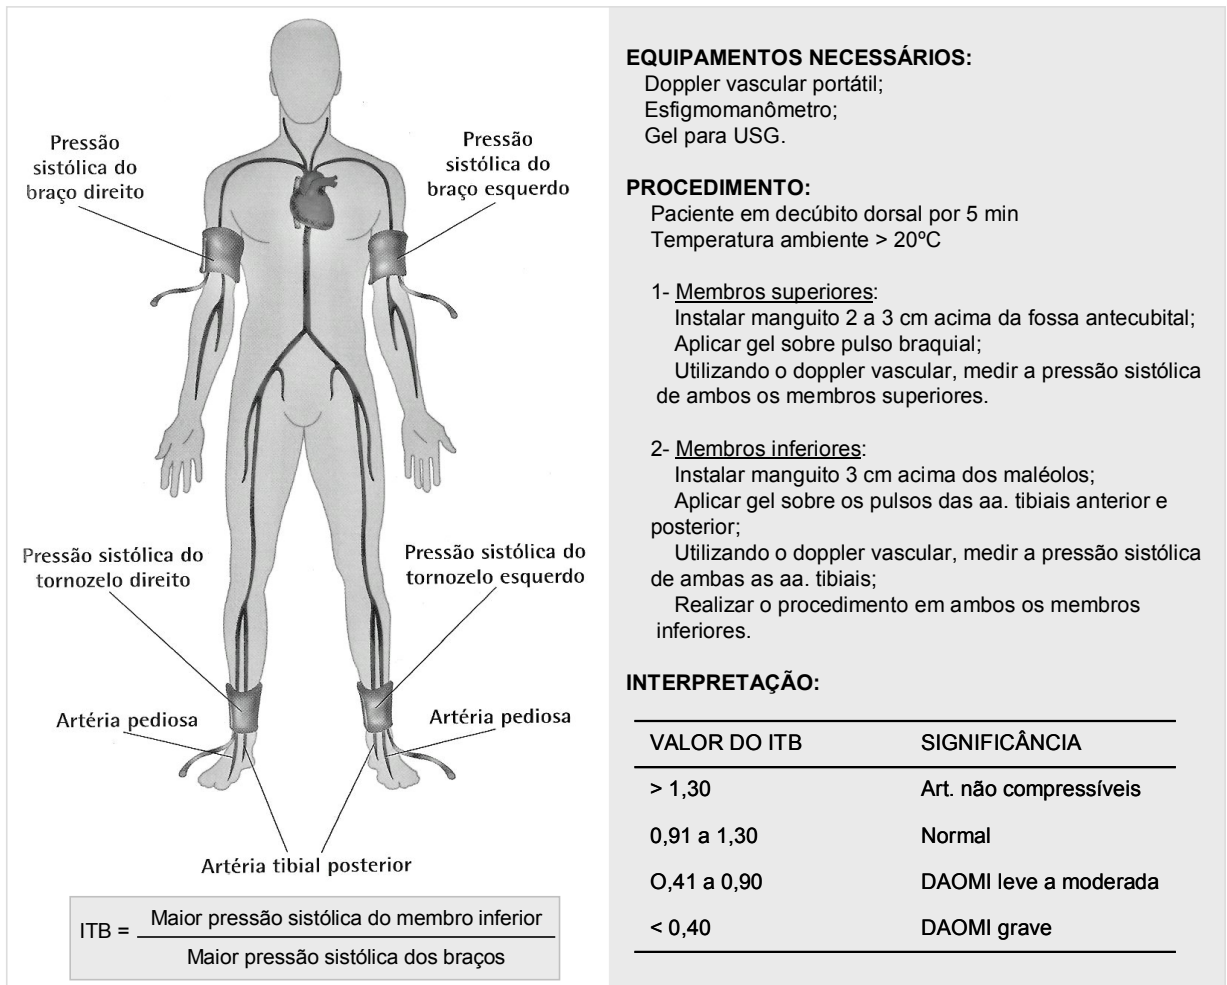 Pressão
sistólica do
braço direito
Pressão
sistólica do
braço esquerdo
Pressão sistólica do
tornozelo direito
Pressão sistólica do
tornozelo esquerdo
Artéria pediosa
Artéria pediosa
Artéria tibial posterior
ITB = Maior pressão sistólica do membro inferior
Maior pressão sistólica dos braços
EQUIPAMENTOS NECESSÁRIOS:
Doppler vascular portátil;
Esfigmomanômetro;
Gel para USG.
PROCEDIMENTO:
Paciente em decúbito dorsal por 5 min
Temperatura ambiente > 20ºC
1- Membros superiores:
Instalar manguito 2 a 3 cm acima da fossa antecubital;
Aplicar gel sobre pulso braquial;
Utilizando o doppler vascular, medir a pressão sistólica
de ambos os membros superiores.
2- Membros inferiores:
Instalar manguito 3 cm acima dos maléolos;
Aplicar gel sobre os pulsos das aa. tibiais anterior e
posterior;
Utilizando o doppler vascular, medir a pressão sistólica
de ambas as aa. tibiais;
Realizar o procedimento em ambos os membros
inferiores.
INTERPRETAÇÃO:
VALOR DO ITB SIGNIFICÂNCIA
> 1,30 Art. não compressíveis
0,91 a 1,30 Normal
O,41 a 0,90 DAOMI leve a moderada
< 0,40 DAOMI grave